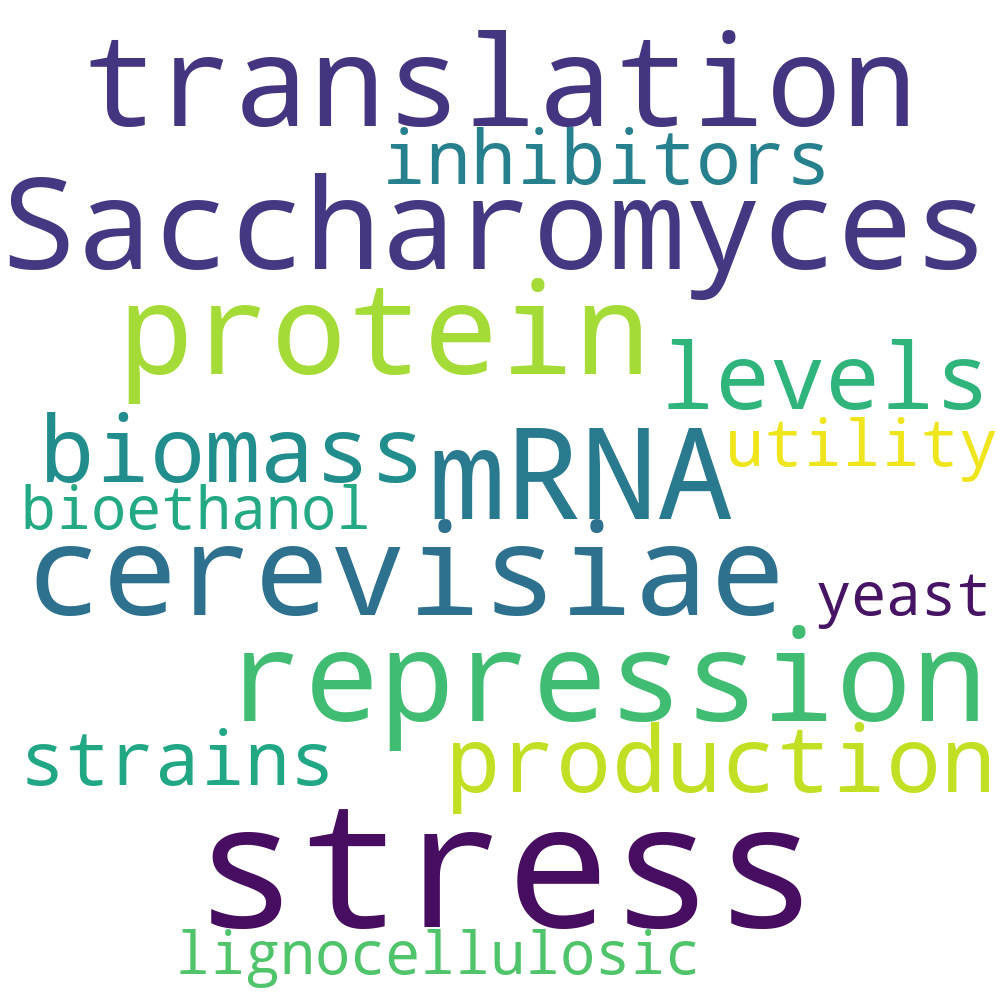 translation
inhibitors
Saccharomyces
protein
levels
biomass
utility
mRNA
bioethanol
cerevisiae
yeast
repression
strains
production
stress
lignocellulosic